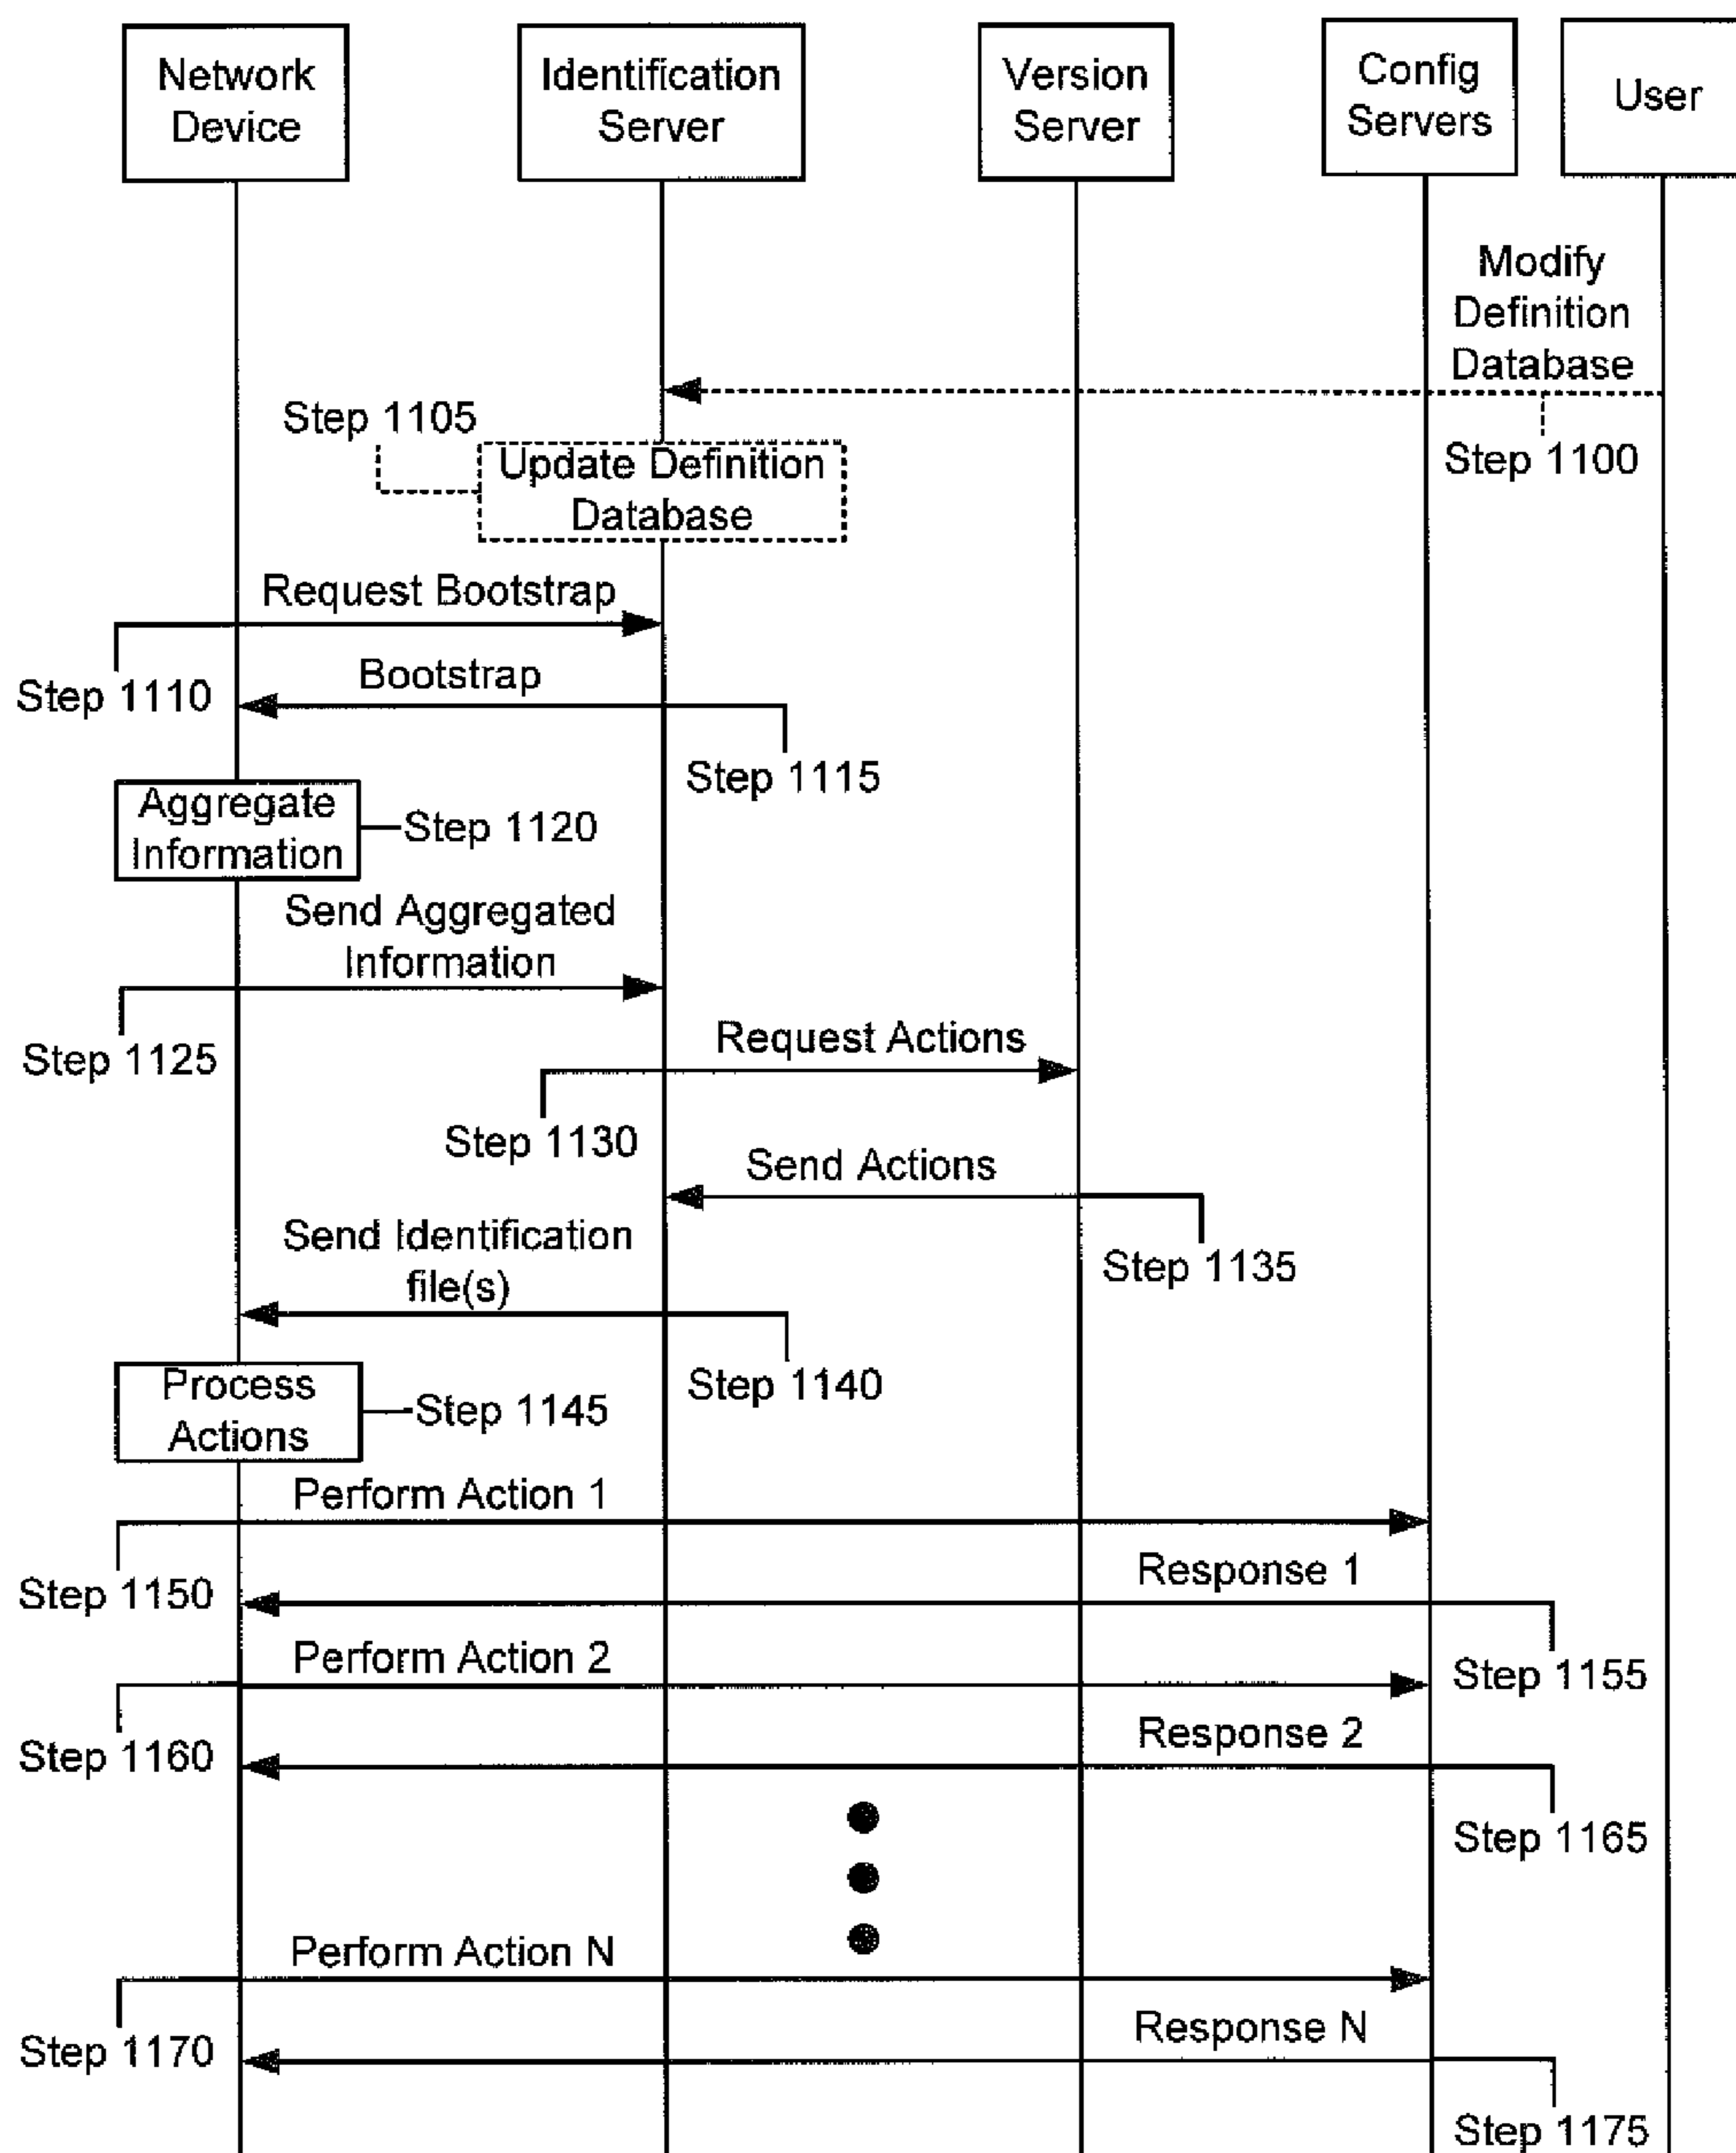 Network
Device
Identification
Server
Version
Server
Config
Servers
User
Modify
Definition
Database
Step 1100
Step 1105
Update Definition
Database
Request Bootstrap
Step 1110
Bootstrap
Step 1115
Aggregate
Information
Step 1120
Send Aggregated
Information
Step 1125
Request Actions
Step 1130
Send Actions
Step 1135
Send Identification
file(s)
Step 1140
Process
Actions
Step 1145
Perform Action 1
Step 1150
Response 1
Step 1155
Perform Action 2
Step 1160
Response 2
Step 1165
Perform Action N
Step 1170
Response N
Step 1175